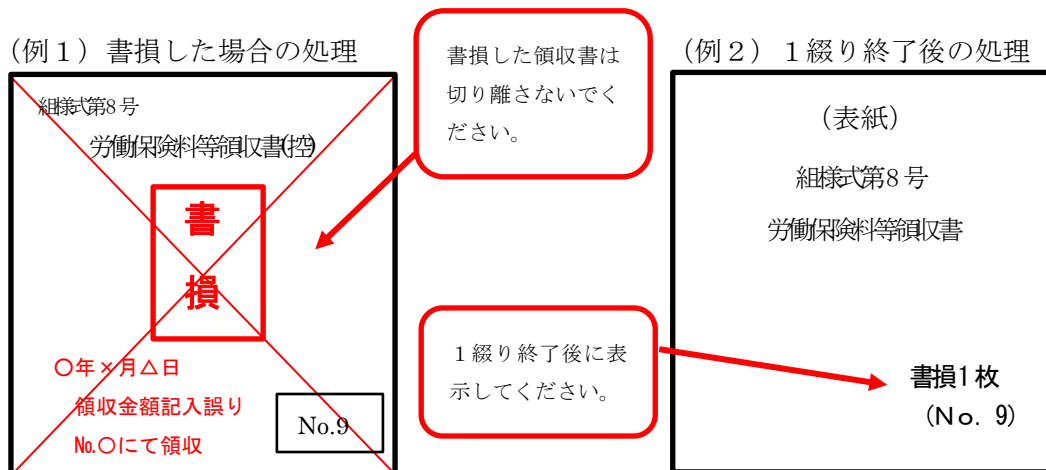 (例1)書損した場合の処理
組様式第8号
労働保険料等領収書(控)
書
損
〇年×月△日
領収金額記入誤り
№〇にて領収
No.9
書損した領収書は
切り離さないでく
ださい。
1綴り終了後に表
示してください。
(例2)1綴り終了後の処理
(表紙)
組様式第8号
労働保険料等領収書
書損1枚
(No. 9)